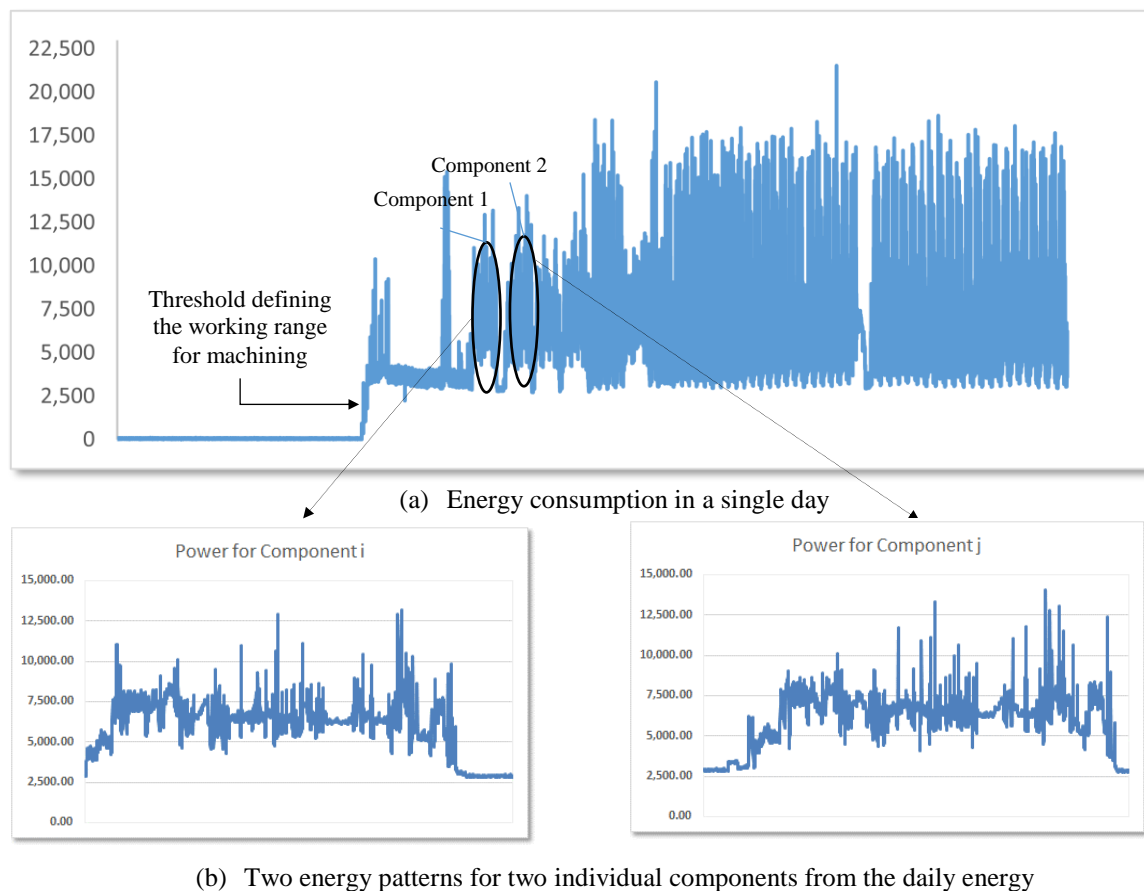 22,500
20,000
17,500
15,000
12,500
10,000
7,500
5,000
2,500
0
Component 2
Component 1
Threshold defining
the working range
for machining
(a) Energy consumption in a single day
Power for Component i
15,000.00
12,500.00
10,000.00
7,500.00
5,000.00
2,500.00
0.00
Power for Component j
15,000.00
12,500.00
10,000.00
7,500.00
5,000.00
2,500.00
0.00
(b) Two energy patterns for two individual components from the daily energy